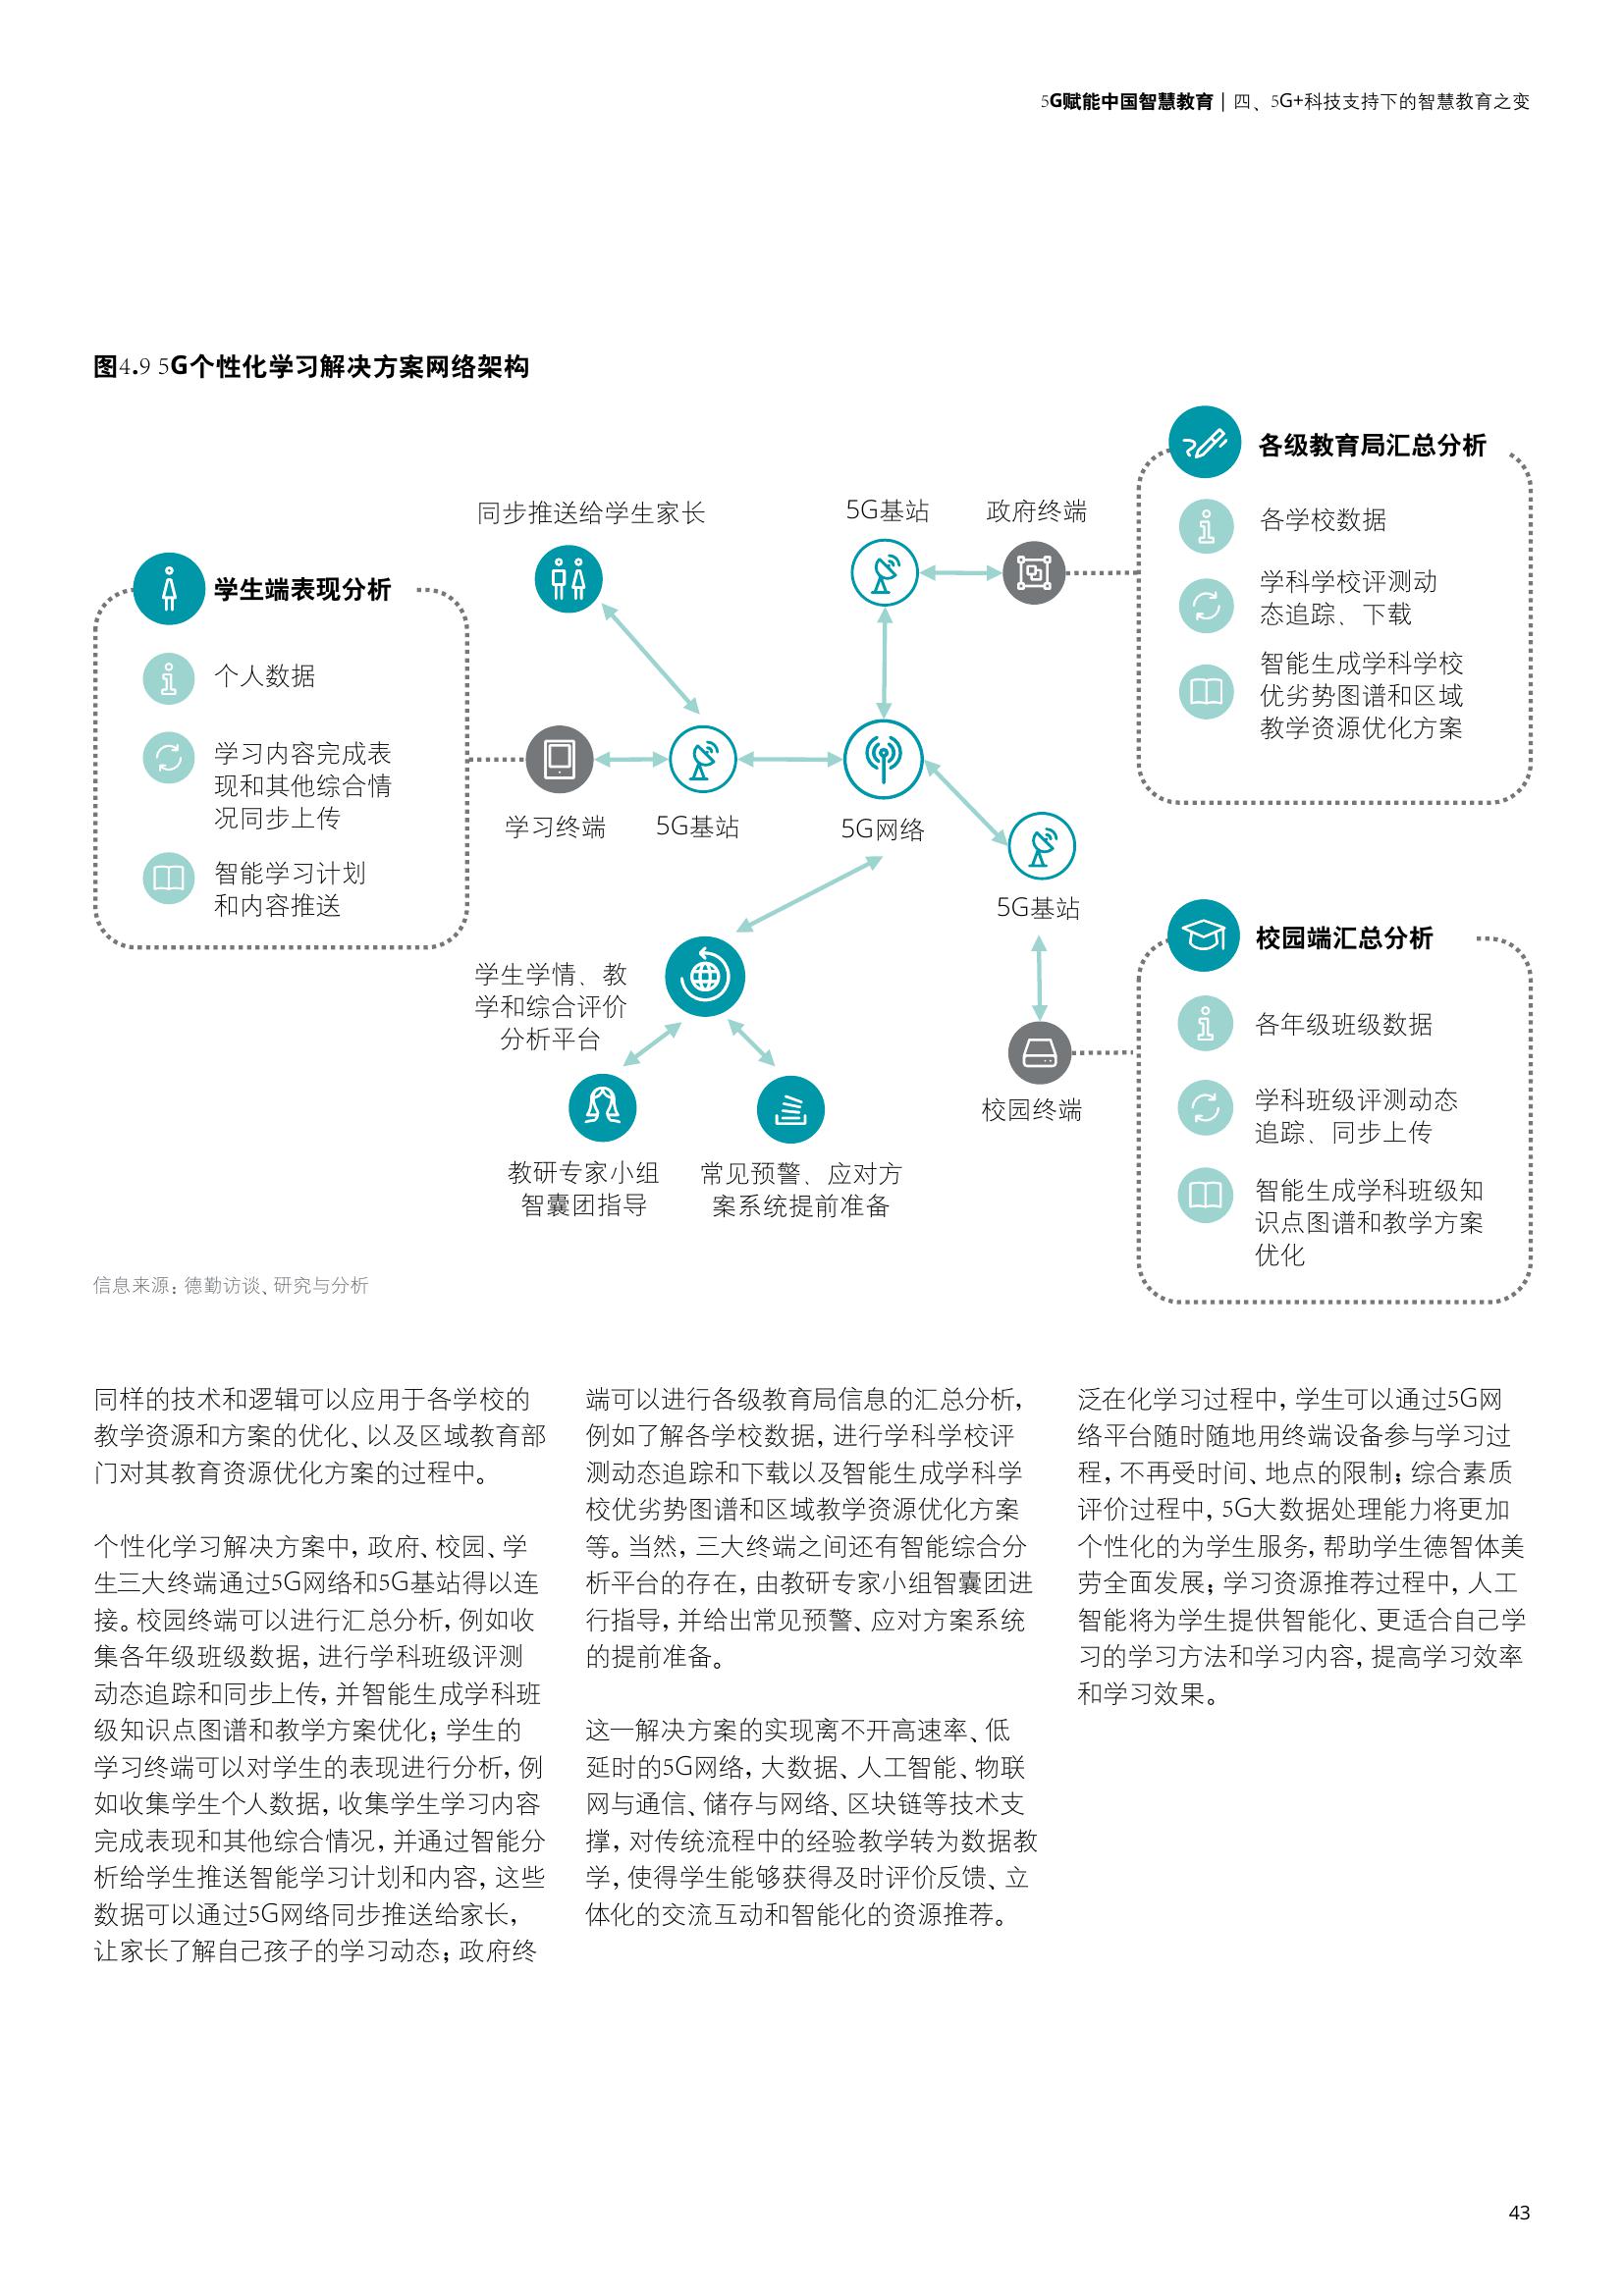 5G赋能中国智慧教育 | 四、5G+科技支持下的智慧教育之变
图4.9 5G个性化学习解决方案网络架构
学生端表现分析
个人数据
学习内容完成表
现和其他综合情
况同步上传
智能学习计划
和内容推送
同步推送给学生家长
学习终端
5G基站
5G网络
5G基站
政府终端
5G基站
校园终端
学生学情、教
学和综合评价
分析平台
教研专家小组
智囊团指导
常见预警、应对方
案系统提前准备
各级教育局汇总分析
各学校数据
学科学校评测动
态追踪、下载
智能生成学科学校
优劣势图谱和区域
教学资源优化方案
校园端汇总分析
各年级班级数据
学科班级评测动态
追踪、同步上传
智能生成学科班级知
识点图谱和教学方案
优化
信息来源：德勤访谈、研究与分析
同样的技术和逻辑可以应用于各学校的
教学资源和方案的优化、以及区域教育部
门对其教育资源优化方案的过程中。
个性化学习解决方案中，政府、校园、学
生三大终端通过5G网络和5G基站得以连
接。校园终端可以进行汇总分析，例如收
集各年级班级数据，进行学科班级评测
动态追踪和同步上传，并智能生成学科班
级知识点图谱和教学方案优化；学生的
学习终端可以对学生的表现进行分析，例
如收集学生个人数据，收集学生学习内容
完成表现和其他综合情况，并通过智能分
析给学生推送智能学习计划和内容，这些
数据可以通过5G网络同步推送给家长，
让家长了解自己孩子的学习动态；政府终
端可以进行各级教育局信息的汇总分析，
例如了解各学校数据，进行学科学校评
测动态追踪和下载以及智能生成学科学
校优劣势图谱和区域教学资源优化方案
等。当然，三大终端之间还有智能综合分
析平台的存在，由教研专家小组智囊团进
行指导，并给出常见预警、应对方案系统
的提前准备。
这一解决方案的实现离不开高速率、低
延时的5G网络，大数据、人工智能、物联
网与通信、储存与网络、区块链等技术支
撑，对传统流程中的经验教学转为数据教
学，使得学生能够获得及时评价反馈、立
体化的交流互动和智能化的资源推荐。
泛在化学习过程中，学生可以通过5G网
络平台随时随地用终端设备参与学习过
程，不再受时间、地点的限制；综合素质
评价过程中，5G大数据处理能力将更加
个性化的为学生服务，帮助学生德智体美
劳全面发展；学习资源推荐过程中，人工
智能将为学生提供智能化、更适合自己学
习的学习方法和学习内容，提高学习效率
和学习效果。
43